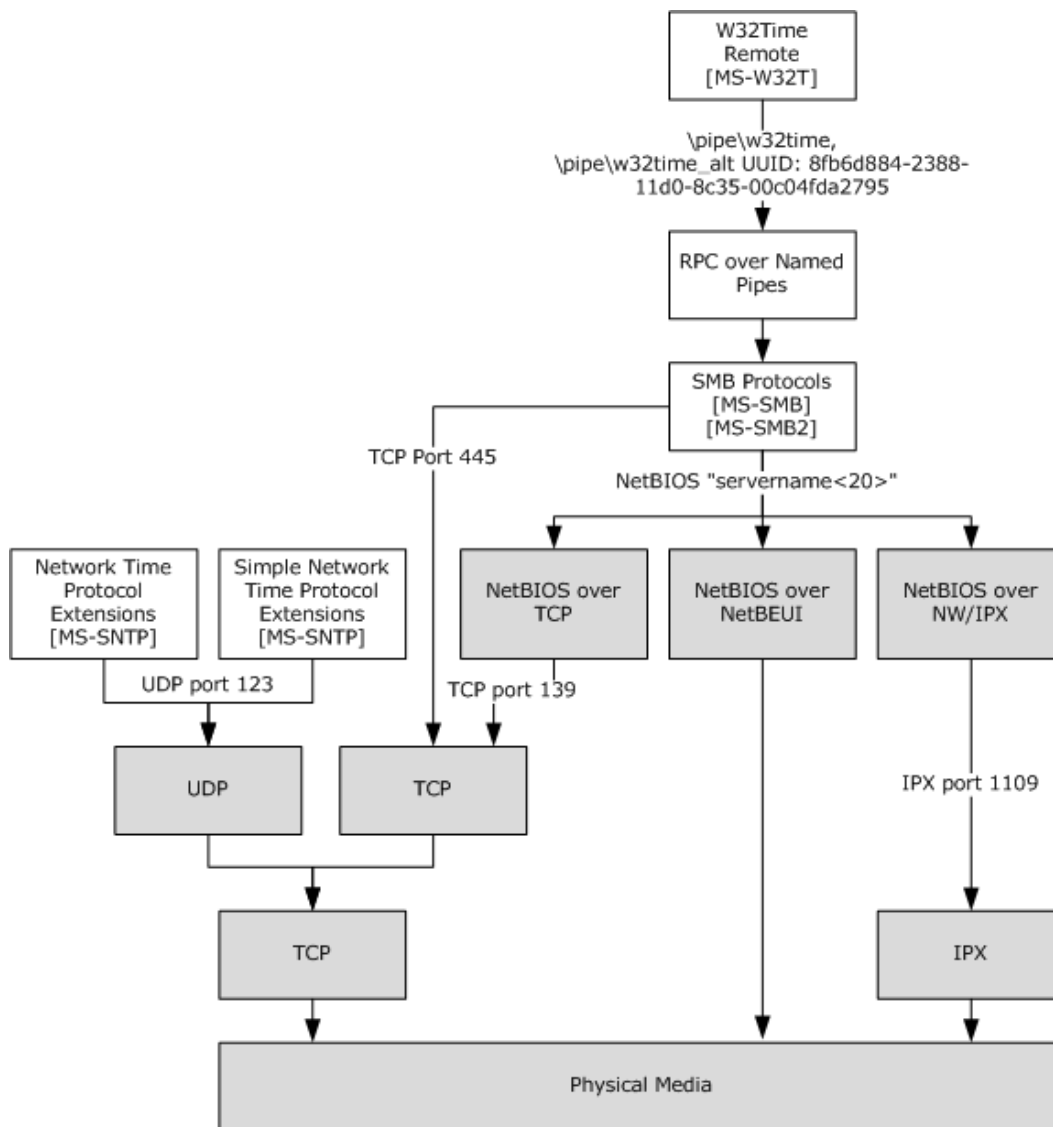 W32Time
Remote
[MS-W32T]
\pipe\w32time,
\pipe\w32time_alt UUID: 8fb6d884-2388-
11d0-8c35-00c04fda2795
RPC over Named
Pipes
SMB Protocols
[MS-SMB]
[MS-SMB2]
TCP Port 445
NetBIOS "servername<20>"
Network Time
Protocol
Extensions
[MS-SNTP]
Simple Network
Time Protocol
Extensions
[MS-SNTP]
NetBIOS over
TCP
NetBIOS over
NetBEUI
NetBIOS over
NW/IPX
UDP port 123
TCP port 139
UDP
TCP
IPX port 1109
TCP
IPX
Physical Media